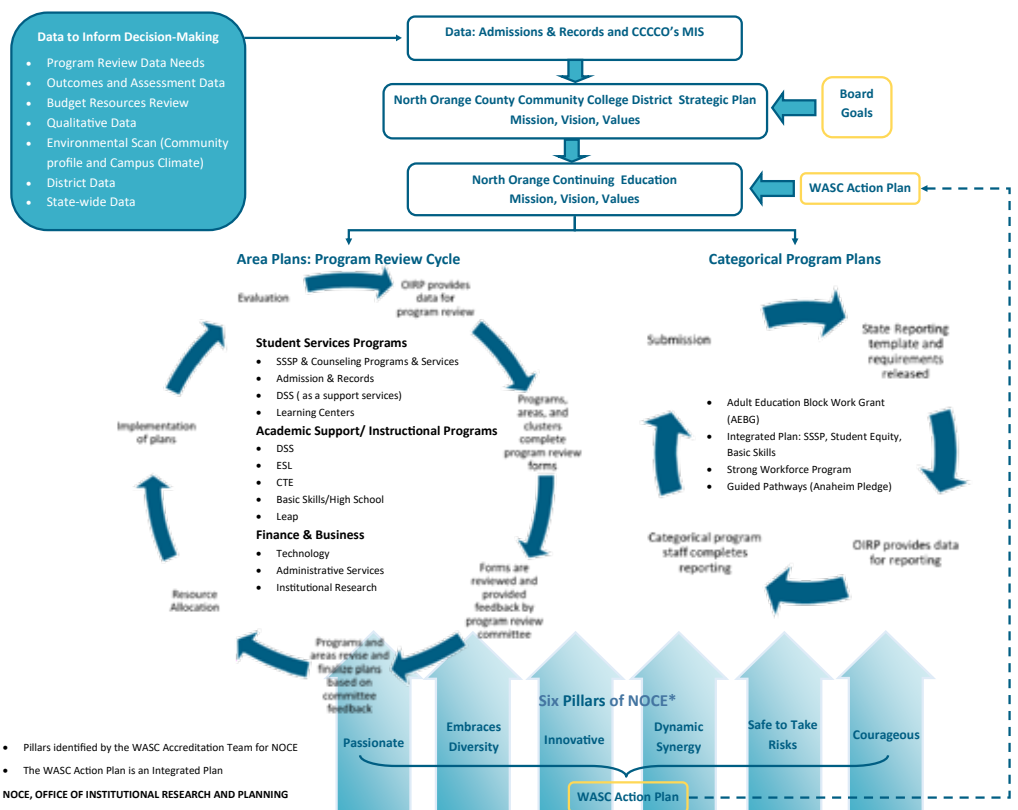 Data to Inform Decision-Making
• Program Review Data Needs
• Outcomes and Assessment Data
• Budget Resources Review
• Qualitative Data
• Environmental Scan (Community
profile and Campus Climate)
• District Data
• State-wide Data
Data: Admissions & Records and CCCCO's MIS
North Orange County Community College District Strategic Plan
Mission, Vision, Values
Board
Goals
North Orange Continuing Education
Mission, Vision, Values
WASC Action Plan
Area Plans: Program Review Cycle
Evaluation
OIRP provides
data for
program review
Programs,
areas, and
clusters
complete
program review
forms
Forms are
reviewed and
provided
feedback by
program review
committee
Programs and
areas revise and
finalize plans
based on
committee
feedback
Resource
Allocation
Implementation
of plans
Student Services Programs
• SSSP & Counseling Programs & Services
• Admission & Records
• DSS ( as a support services)
• Learning Centers
Academic Support/ Instructional Programs
• DSS
• ESL
• CTE
• Basic Skills/High School
• Leap
Finance & Business
• Technology
• Administrative Services
• Institutional Research
Categorical Program Plans
Submission
State Reporting
template and
requirements
released
OIRP provides data
for reporting
Categorical program
staff completes
reporting
• Adult Education Block Work Grant
(AEBG)
• Integrated Plan: SSSP, Student Equity,
Basic Skills
• Strong Workforce Program
• Guided Pathways (Anaheim Pledge)
Six Pillars of NOCE*
Passionate
Embraces
Diversity
Innovative
Dynamic
Synergy
Safe to Take
Risks
Courageous
WASC Action Plan
• Pillars identified by the WASC Accreditation Team for NOCE
• The WASC Action Plan is an Integrated Plan
NOCE, OFFICE OF INSTITUTIONAL RESEARCH AND PLANNING